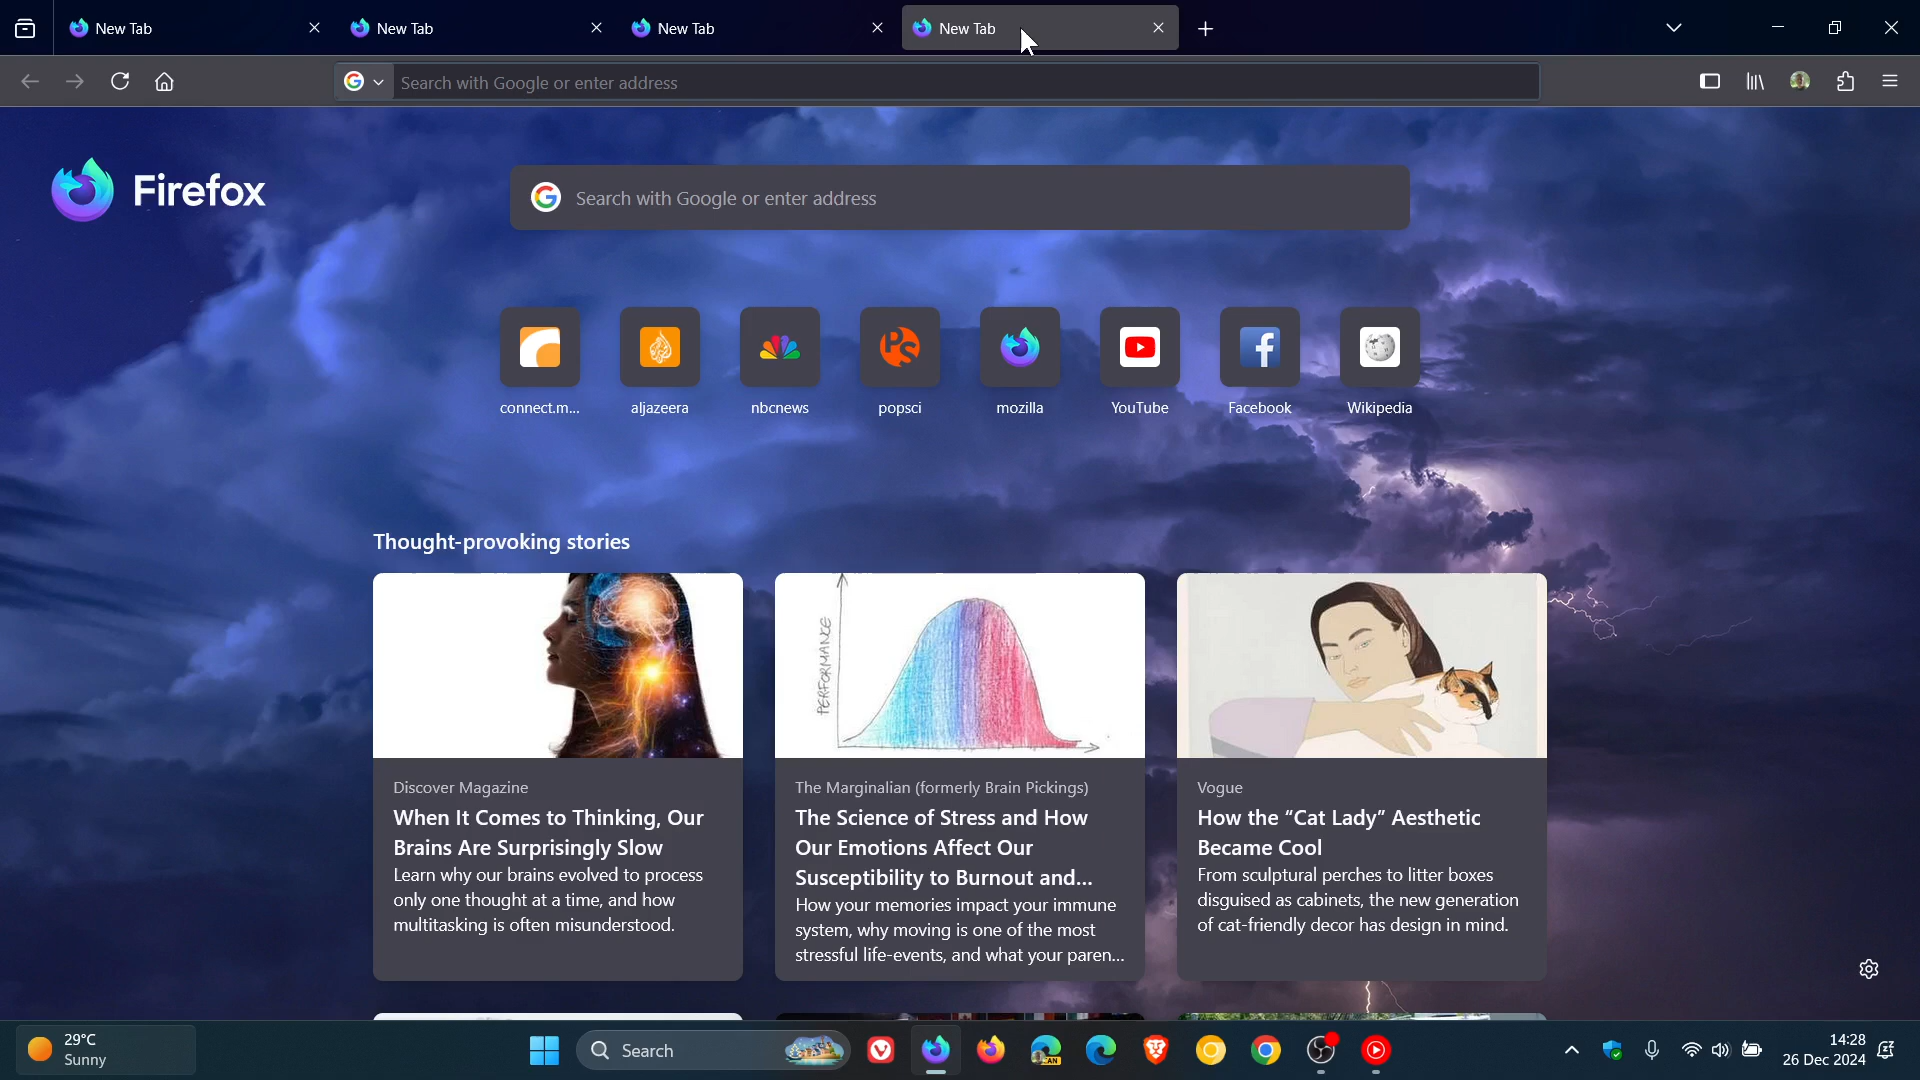 New Tab
New Tab
New Tab
New Tab
Search with Google or enter address
Firefox
Search with Google or enter address
connect.m...
aljazeera
nbcnews
PS
popsci
mozilla
YouTube
Facebook
Wikipedia
Thought-provoking stories
PERFORMANCE
Discover Magazine
When It Comes to Thinking, Our
Brains Are Surprisingly Slow
Learn why our brains evolved to process
only one thought at a time, and how
multitasking is often misunderstood.
The Marginalian (formerly Brain Pickings)
The Science of Stress and How
Our Emotions Affect Our
Susceptibility to Burnout and...
How your memories impact your immune
system, why moving is one of the most
stressful life-events, and what your paren...
Vogue
How the “Cat Lady” Aesthetic
Became Cool
From sculptural perches to litter boxes
disguised as cabinets, the new generation
of cat-friendly decor has design in mind.
29°C
Sunny
Search
CAN
14:28
26 Dec 2024